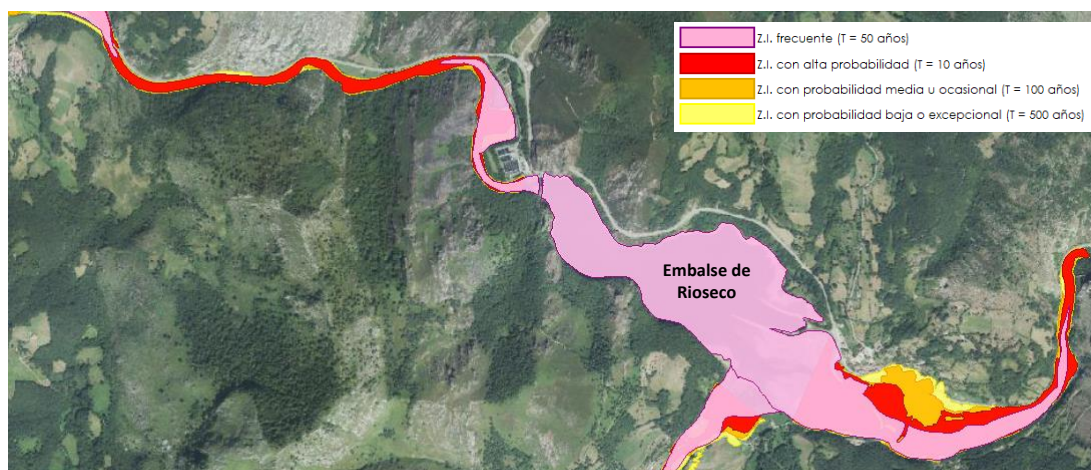 Z.I. frecuente (T = 50 años)
Z.I. con alta probabilidad (T = 10 años)
Z.I. con probabilidad media u ocasional (T = 100 años)
Z.I. con probabilidad baja o excepcional (T = 500 años)
Embalse de
Rioseco